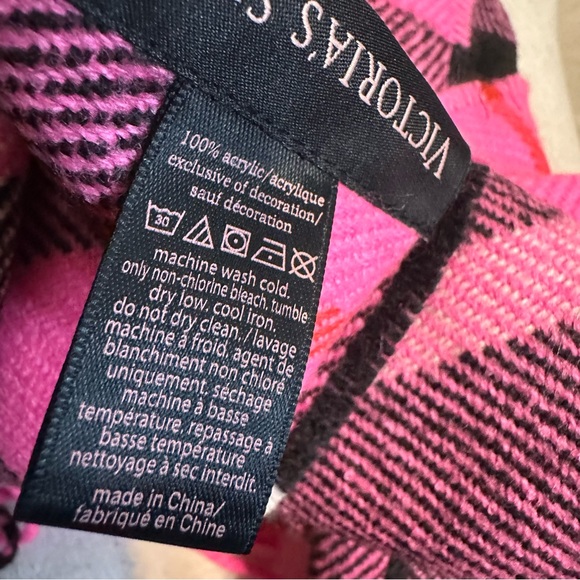 VICTORIA'S S
100% acrylic/acrylique
exclusive of decoration/
sauf décoration
30
machine wash cold.
only non-chlorine bleach, tumble
dry low, cool iron.
do not dry clean./lavage
machine à froid, agent de
blanchiment non chloré
uniquement, séchage
machine à basse
température, repassage à
basse température
nettoyage à sec interdit.
made in China/
fabriqué en Chine